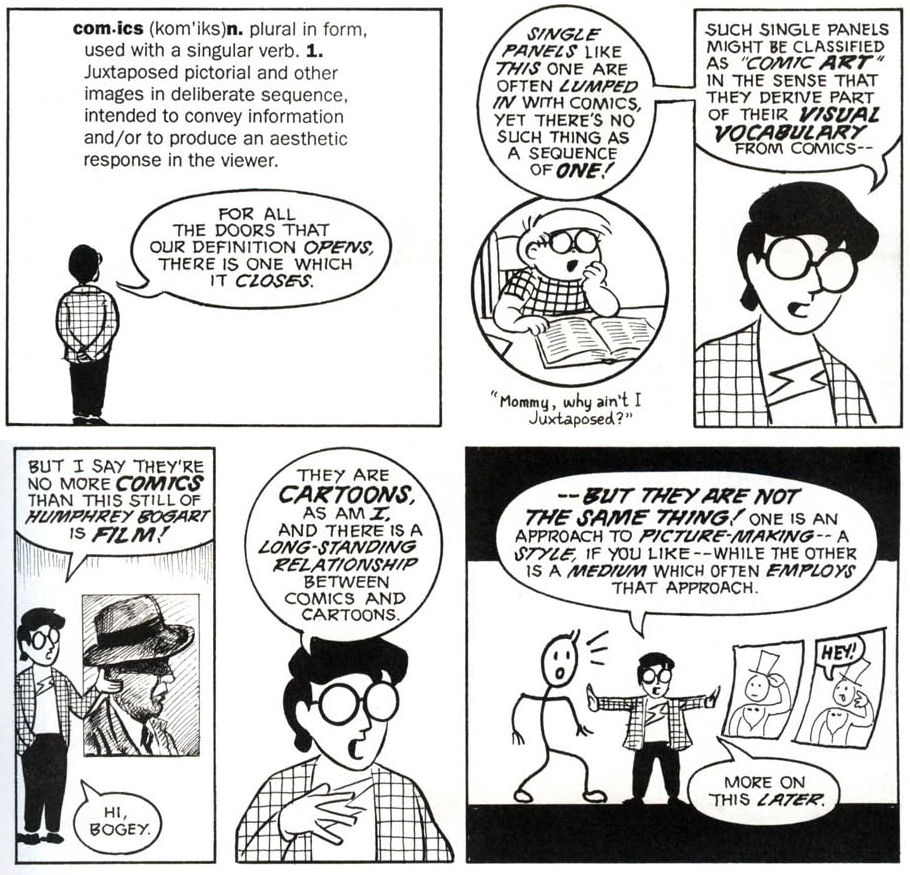 com·ics (kom'iks)n. plural in form,
used with a singular verb. 1.
Juxtaposed pictorial and other
images in deliberate sequence,
intended to convey information
and/or to produce an aesthetic
response in the viewer.
FOR ALL
THE DOORS THAT
OUR DEFINITION OPENS,
THERE IS ONE WHICH
IT CLOSES.
SINGLE
PANELS LIKE
THIS ONE ARE
OFTEN LUMPED
IN WITH COMICS,
YET THERE'S NO
SUCH THING AS
A SEQUENCE
OF ONE!
"Mommy, why ain't I
Juxtaposed?"
SUCH SINGLE PANELS
MIGHT BE CLASSIFIED
AS "COMIC ART"
IN THE SENSE THAT
THEY DERIVE PART
OF THEIR VISUAL
VOCABULARY
FROM COMICS--
BUT I SAY THEY'RE
NO MORE COMICS
THAN THIS STILL OF
HUMPHREY BOGART
IS FILM!
HI,
BOGEY.
THEY ARE
CARTOONS,
AS AM I,
AND THERE IS A
LONG-STANDING
RELATIONSHIP
BETWEEN
COMICS AND
CARTOONS.
-- BUT THEY ARE NOT
THE SAME THING! ONE IS AN
APPROACH TO PICTURE-MAKING-- A
STYLE, IF YOU LIKE--WHILE THE OTHER
IS A MEDIUM WHICH OFTEN EMPLOYS
THAT APPROACH.
HEY!
MORE ON
THIS LATER.